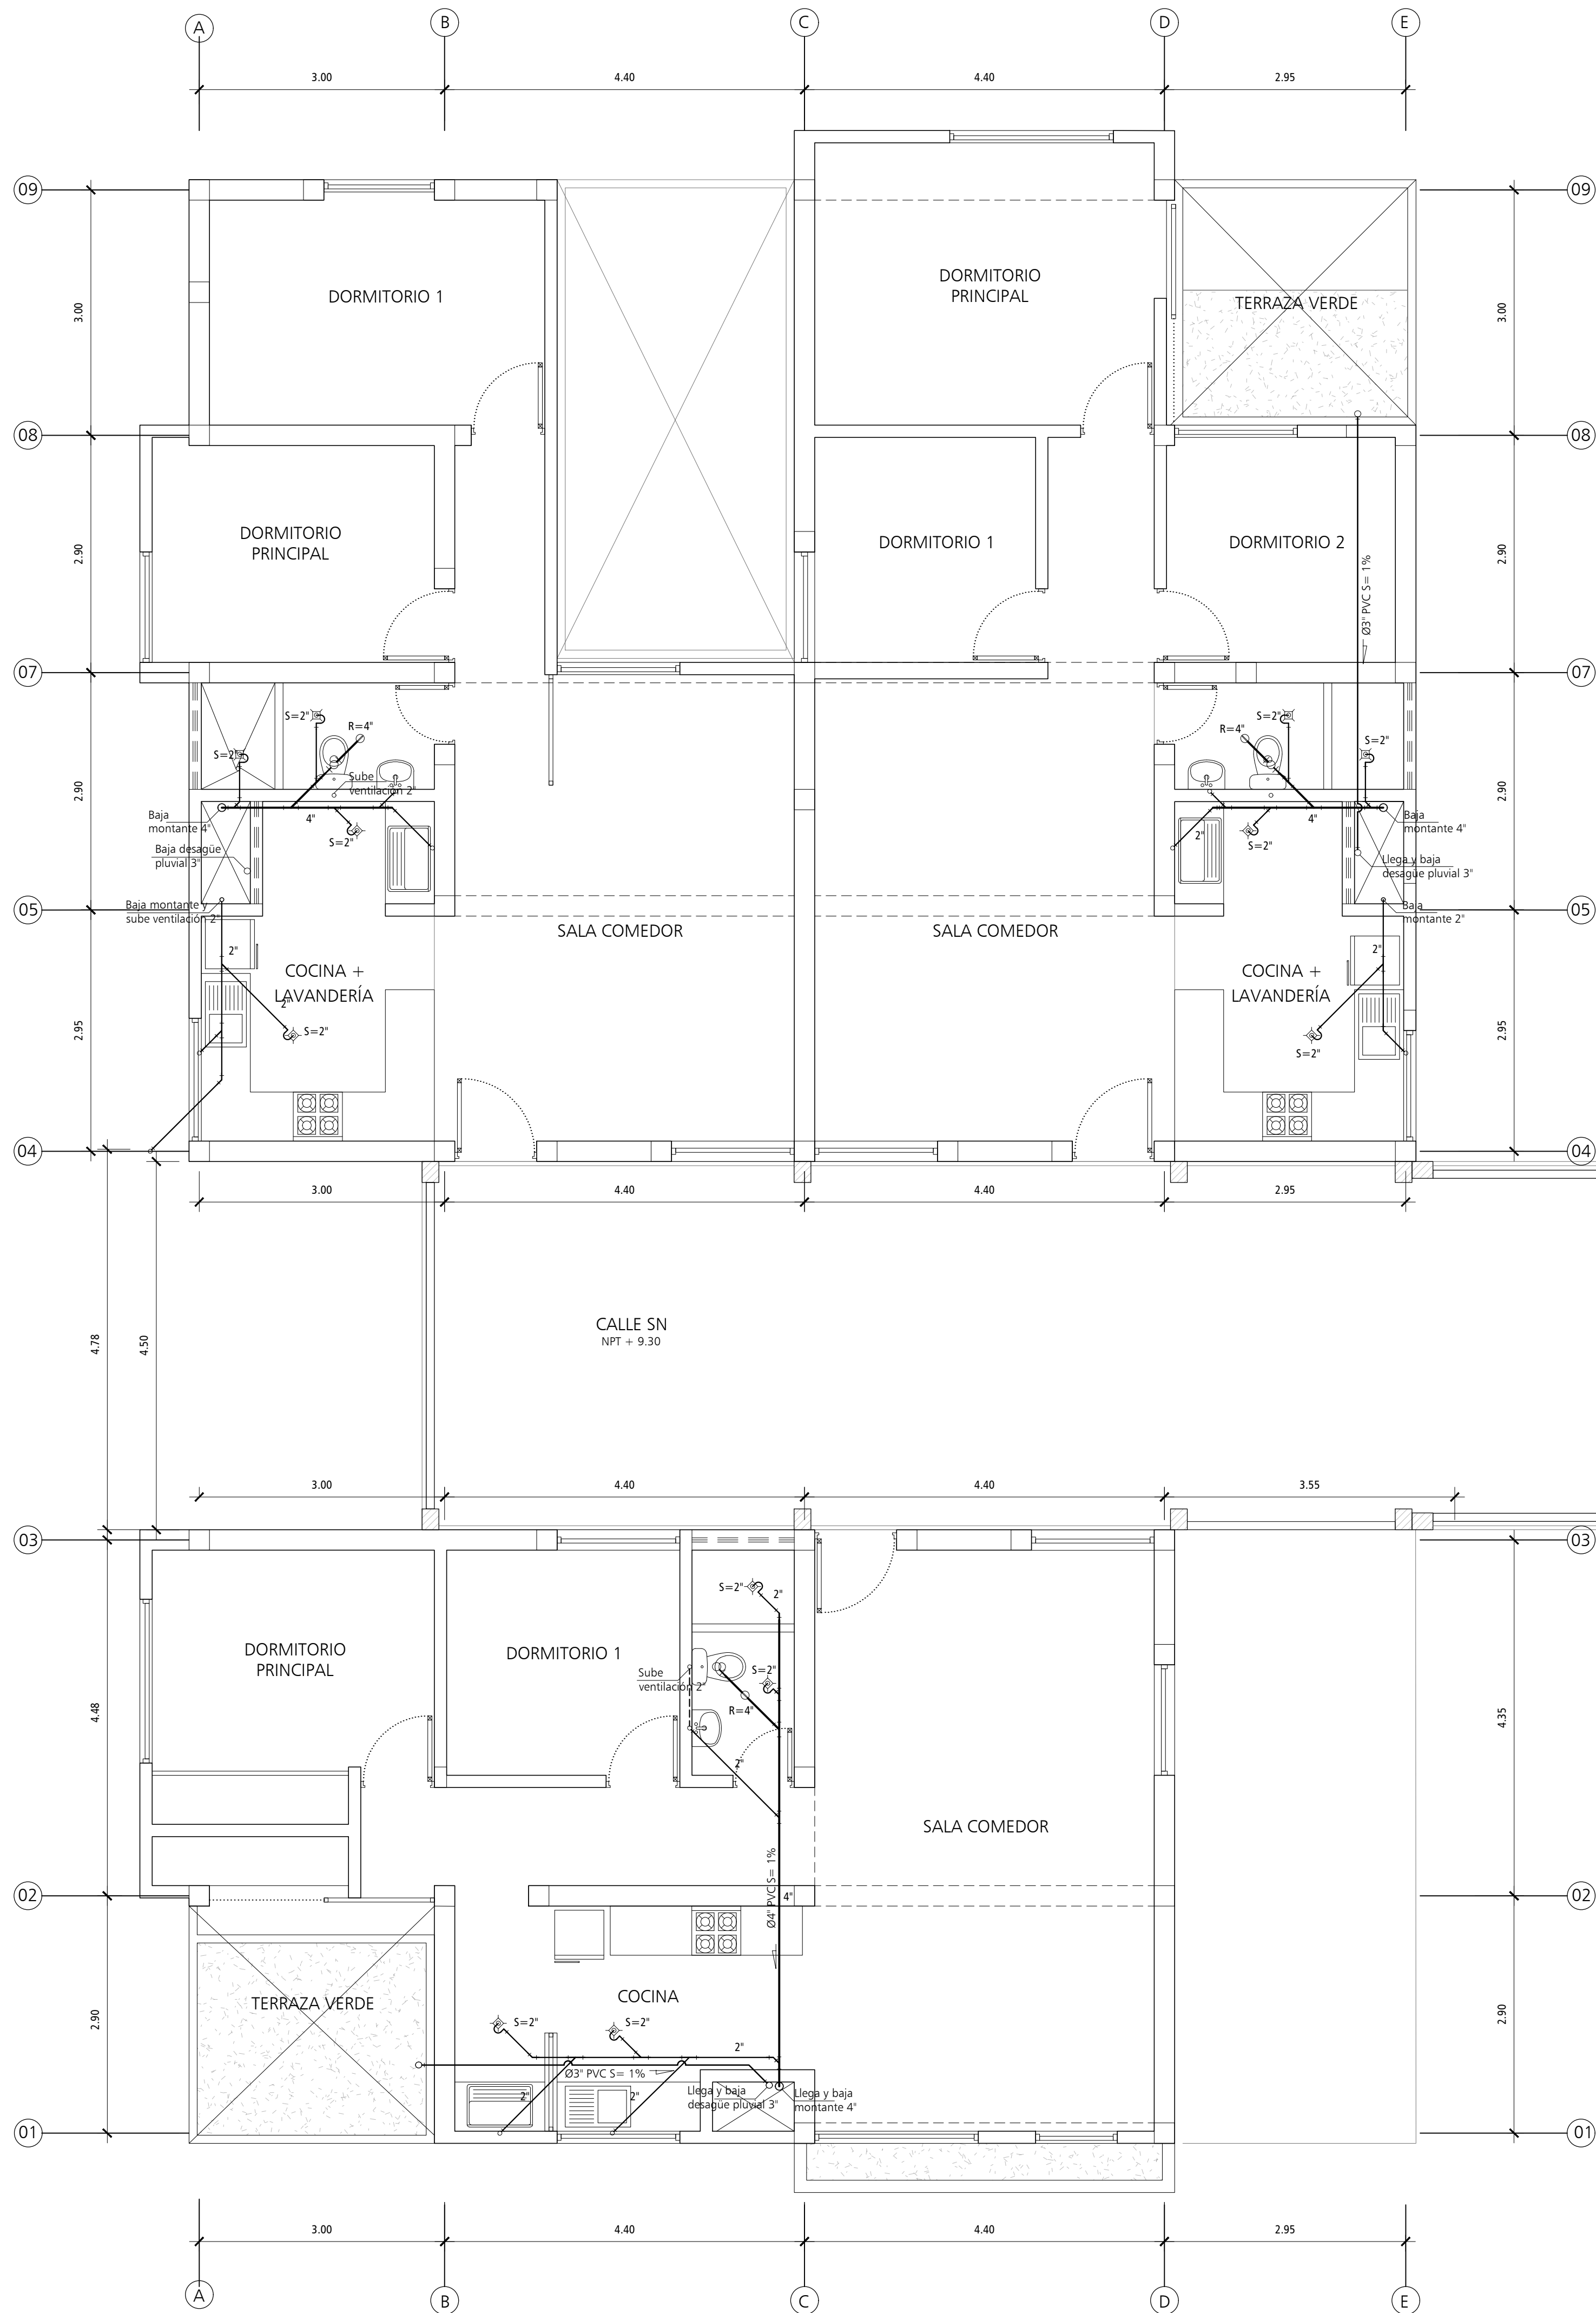 A
B
C
D
E
3.00
4.40
4.40
2.95
09
09
DORMITORIO 1
DORMITORIO
PRINCIPAL
TERRAZA VERDE
3.00
3.00
08
08
DORMITORIO
PRINCIPAL
DORMITORIO 1
DORMITORIO 2
2.90
2.90
Ø3" PVC S= 1%
07
07
S=2"
R=4"
S=2"
Sube
ventilación 2"
S=2"
R=4"
S=2"
2.90
2.90
Baja
montante 4"
4"
S=2"
Baja desagüe
pluvial 3"
2"
4"
S=2"
Baja
montante 4"
Llega y baja
desagüe pluvial 3"
05
05
Baja montante y
sube ventilación 2"
Baja
montante 2"
SALA COMEDOR
SALA COMEDOR
2"
COCINA +
LAVANDERÍA
2"
S=2"
2"
COCINA +
LAVANDERÍA
S=2"
2.95
2.95
04
04
3.00
4.40
4.40
2.95
4.78
4.50
CALLE SN
NPT + 9.30
3.00
4.40
4.40
3.55
03
03
S=2"
2"
DORMITORIO
PRINCIPAL
DORMITORIO 1
Sube
ventilación 2"
S=2"
R=4"
2"
4.48
4.35
SALA COMEDOR
Ø4" PVC S= 1%
4"
02
02
TERRAZA VERDE
COCINA
S=2"
S=2"
2"
2.90
2.90
Ø3" PVC S= 1%
2"
2"
Llega y baja
desagüe pluvial 3"
Llega y baja
montante 4"
01
01
3.00
4.40
4.40
2.95
A
B
C
D
E